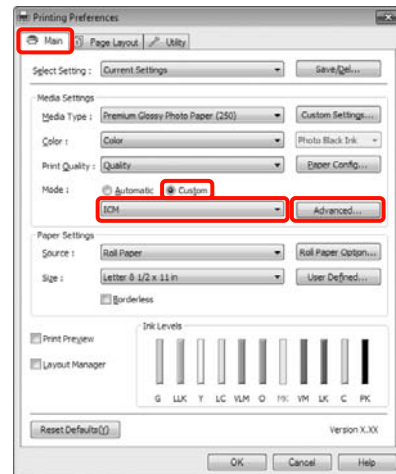 Printing Preferences
Main Page Layout Utility
Select Setting : Current Settings Save/Del...
Media Settings
Media Type : Premium Glossy Photo Paper (250) Custom Settings...
Color : Color Photo Black Ink
Print Quality : Quality Paper Config...
Mode : Automatic Custom
ICM Advanced...
Paper Settings
Source : Roll Paper Roll Paper Option...
Size : Letter 8 1/2 x 11 in User Defined...
Borderless
Print Preview
Layout Manager
Ink Levels
G LLK Y LC VLM O MK VM LK C PK
Reset Defaults(Y) Version X.XX
OK Cancel Help